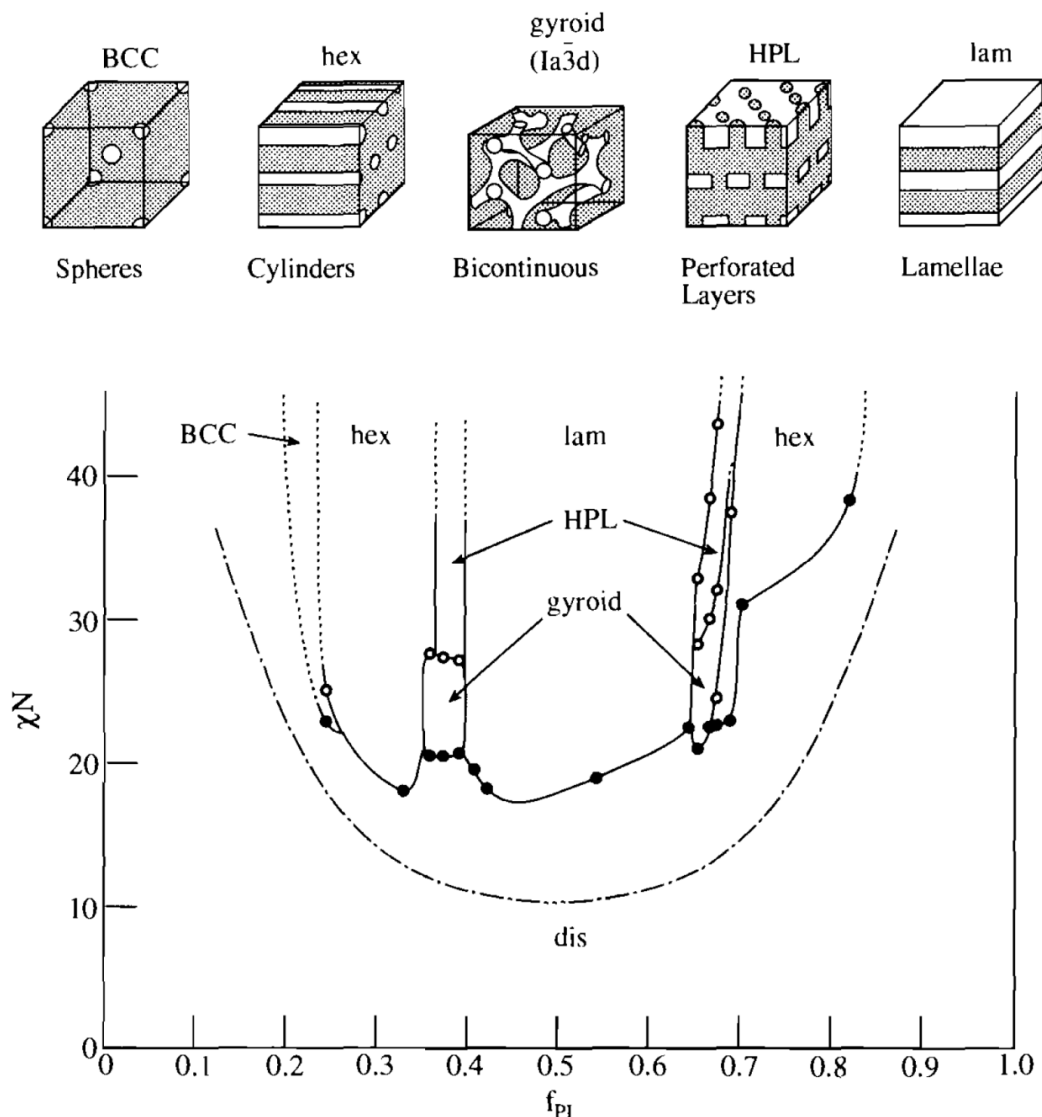 BCC
hex
gyroid
(Ia3̄d)
HPL
lam
Spheres
Cylinders
Bicontinuous
Perforated
Layers
Lamellae
BCC
hex
lam
hex
HPL
gyroid
dis
χN
40
30
20
10
0
0 0.1 0.2 0.3 0.4 0.5 0.6 0.7 0.8 0.9 1.0
f_PI